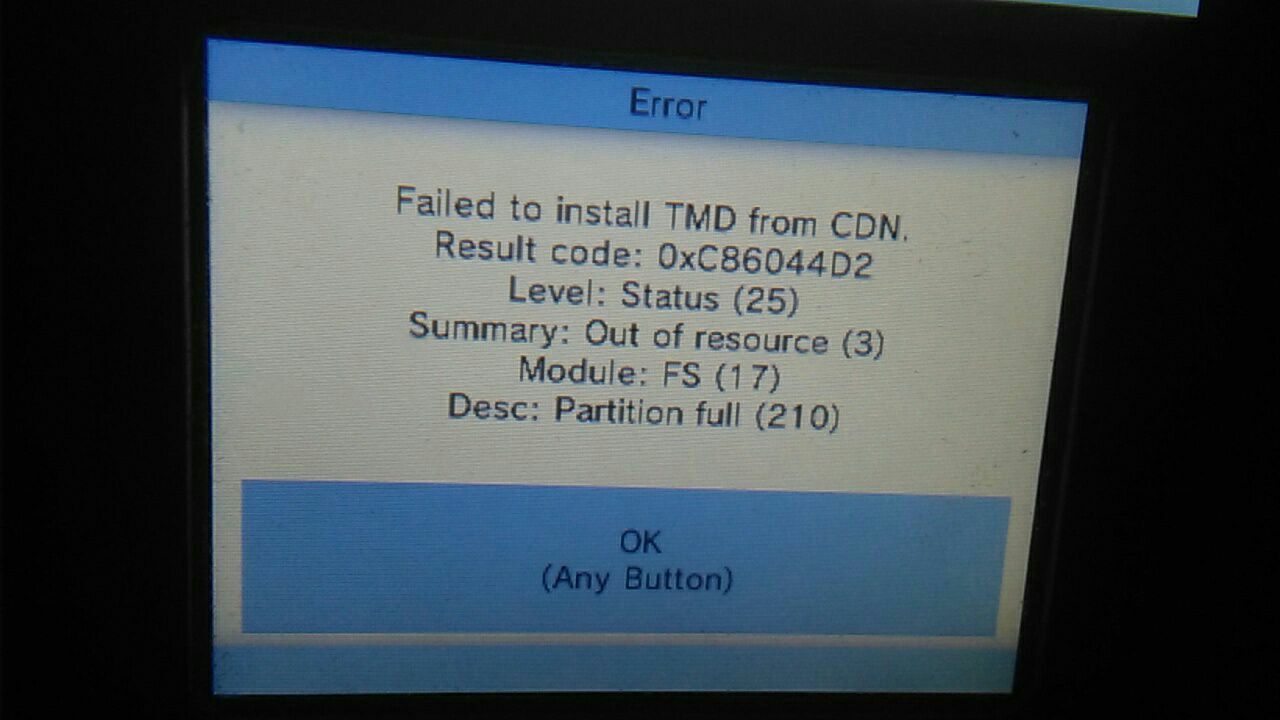 Error
Failed to install TMD from CDN.
Result code: 0xC86044D2
Level: Status (25)
Summary: Out of resource (3)
Module: FS (17)
Desc: Partition full (210)
OK
(Any Button)